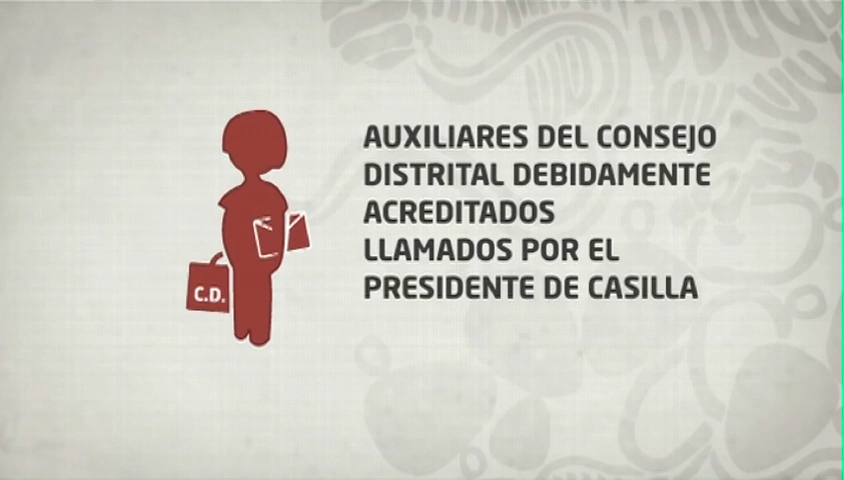 AUXILIARES DEL CONSEJO
DISTRITAL DEBIDAMENTE
ACREDITADOS
LLAMADOS POR EL
PRESIDENTE DE CASILLA
C.D.